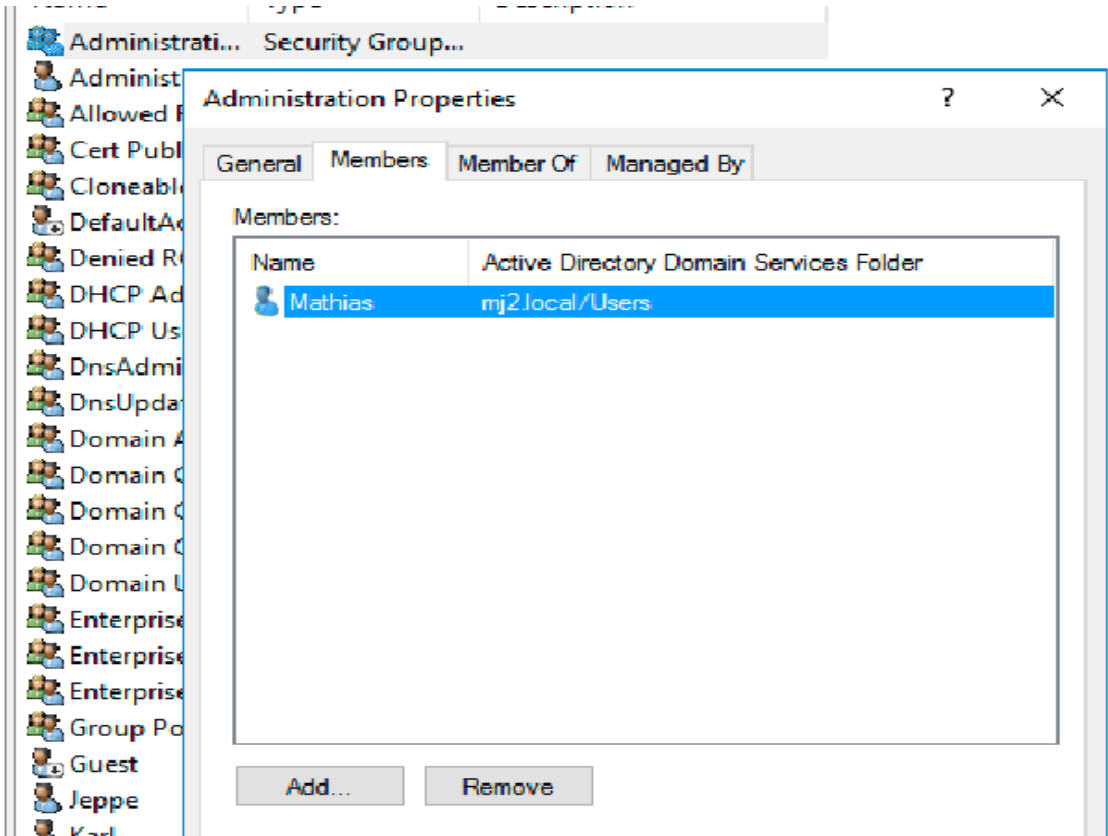 Administrati... Security Group...
Administ
Allowed
Cert Publ
Cloneabl
DefaultAc
Denied R
DHCP Ad
DHCP Us
DnsAdmi
DnsUpda
Domain
Domain
Domain
Domain
Domain
Enterprise
Enterprise
Enterprise
Group Po
Guest
Jeppe
Karl
Administration Properties ? ×
General Members Member Of Managed By
Members:
Name Active Directory Domain Services Folder
Mathias mj2.local/Users
Add... Remove